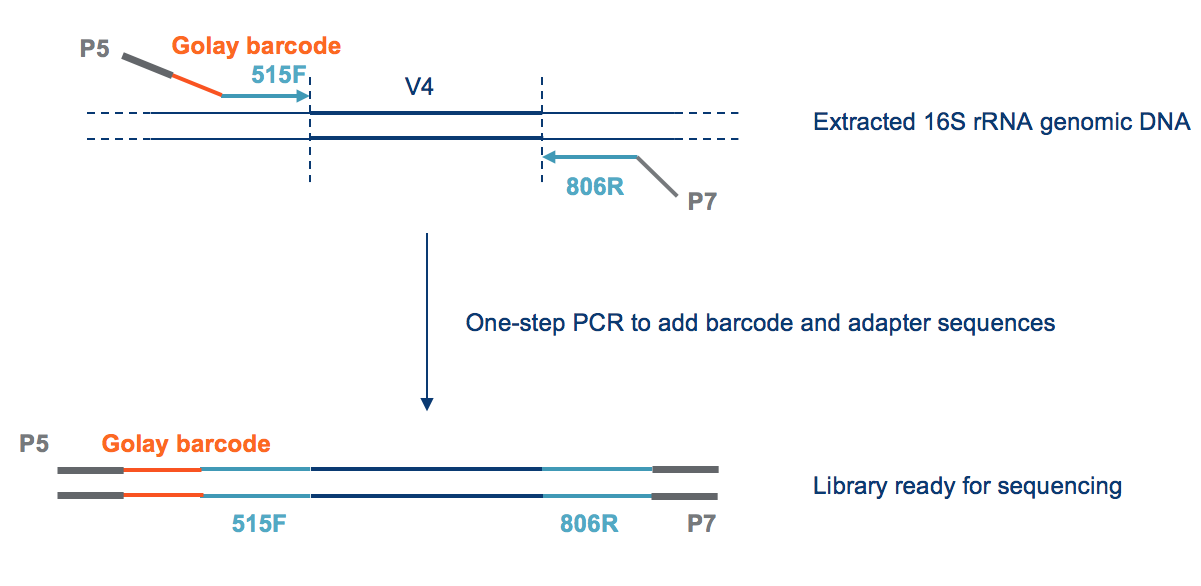 P5
Golay barcode
515F
V4
Extracted 16S rRNA genomic DNA
806R
P7
One-step PCR to add barcode and adapter sequences
P5
Golay barcode
Library ready for sequencing
515F
806R
P7